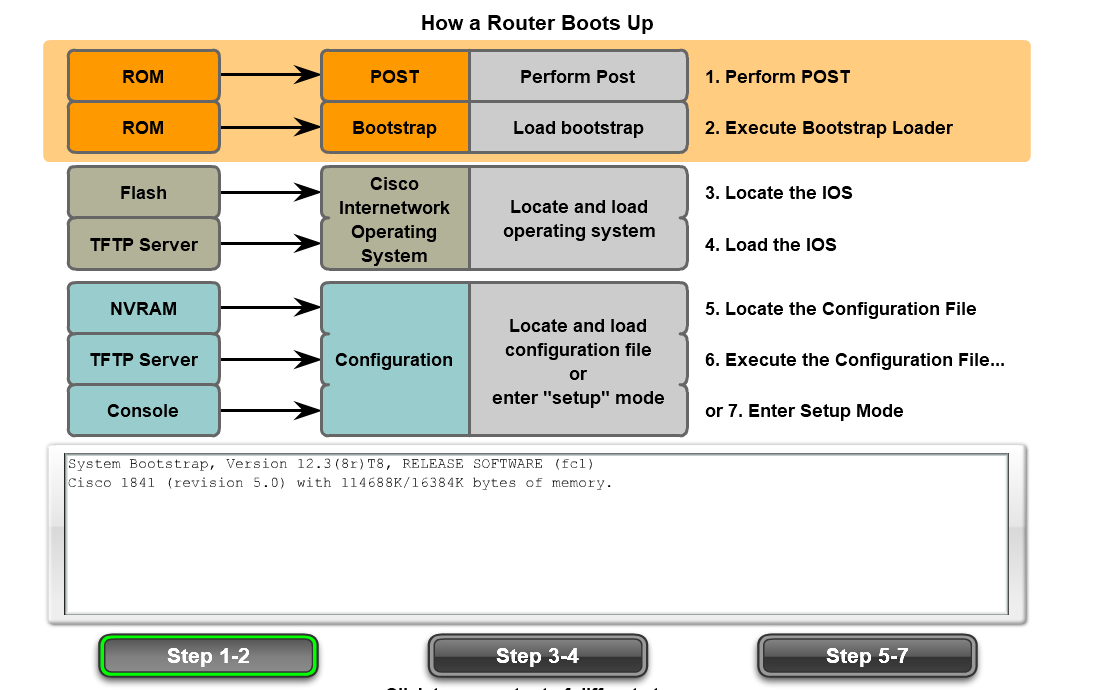 How a Router Boots Up
ROM
POST
Perform Post
1. Perform POST
ROM
Bootstrap
Load bootstrap
2. Execute Bootstrap Loader
Flash
TFTP Server
Cisco
Internetwork
Operating
System
Locate and load
operating system
3. Locate the IOS
4. Load the IOS
NVRAM
TFTP Server
Console
Configuration
Locate and load
configuration file
or
enter "setup" mode
5. Locate the Configuration File
6. Execute the Configuration File...
or 7. Enter Setup Mode
System Bootstrap, Version 12.3(8r)T8, RELEASE SOFTWARE (fc1)
Cisco 1841 (revision 5.0) with 114688K/16384K bytes of memory.
Step 1-2
Step 3-4
Step 5-7